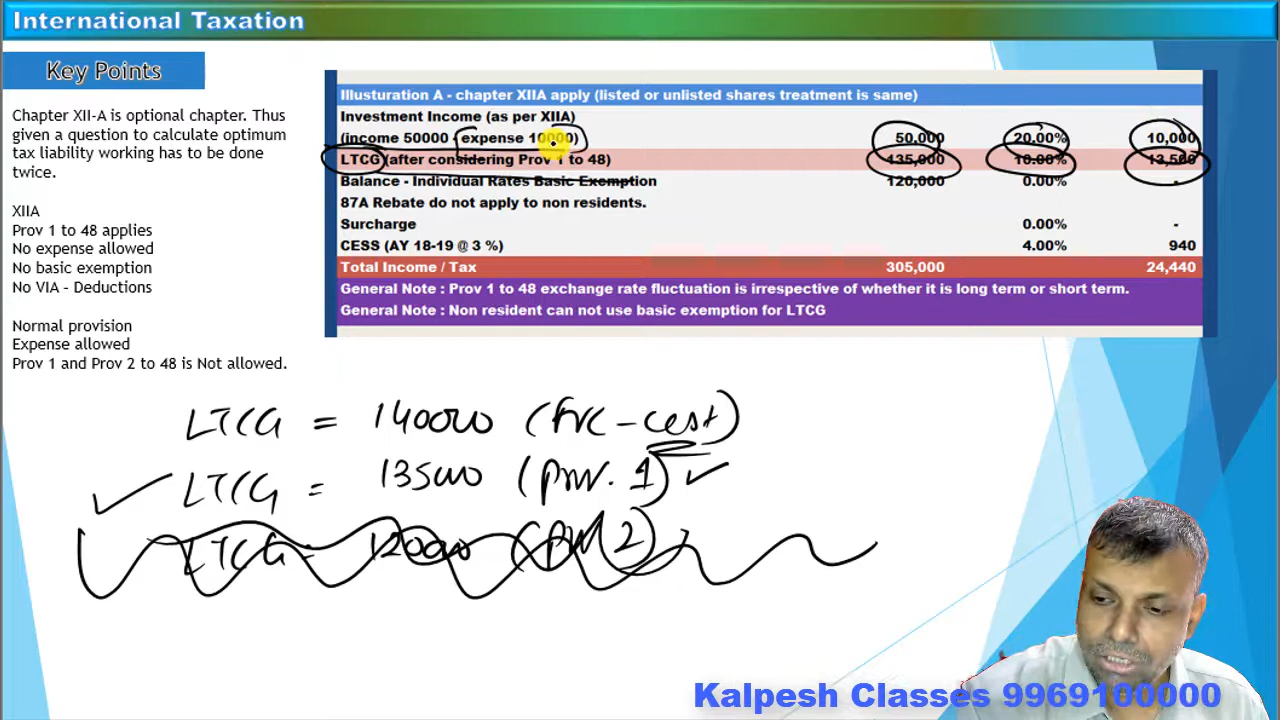 International Taxation
Key Points
Chapter XII-A is optional chapter. Thus
given a question to calculate optimum
tax liability working has to be done
twice.
XIIA
Prov 1 to 48 applies
No expense allowed
No basic exemption
No VIA - Deductions
Normal provision
Expense allowed
Prov 1 and Prov 2 to 48 is Not allowed.
Illusturation A - chapter XIIA apply (listed or unlisted shares treatment is same)
Investment Income (as per XIIA)
(income 50000 - expense 10000) 50,000 20.00% 10,000
LTCG (after considering Prov 1 to 48) 135,000 10.00% 13,500
Balance - Individual Rates Basic Exemption 120,000 0.00% -
87A Rebate do not apply to non residents.
Surcharge 0.00% -
CESS (AY 18-19 @ 3 %) 4.00% 940
Total Income / Tax 305,000 24,440
General Note : Prov 1 to 48 exchange rate fluctuation is irrespective of whether it is long term or short term.
General Note : Non resident can not use basic exemption for LTCG
LTCG = 140000 (FVC - cost)
LTCG = 135000 (prov. 1)
LTCG = 120000 (prov 2)
Kalpesh Classes 9969100000